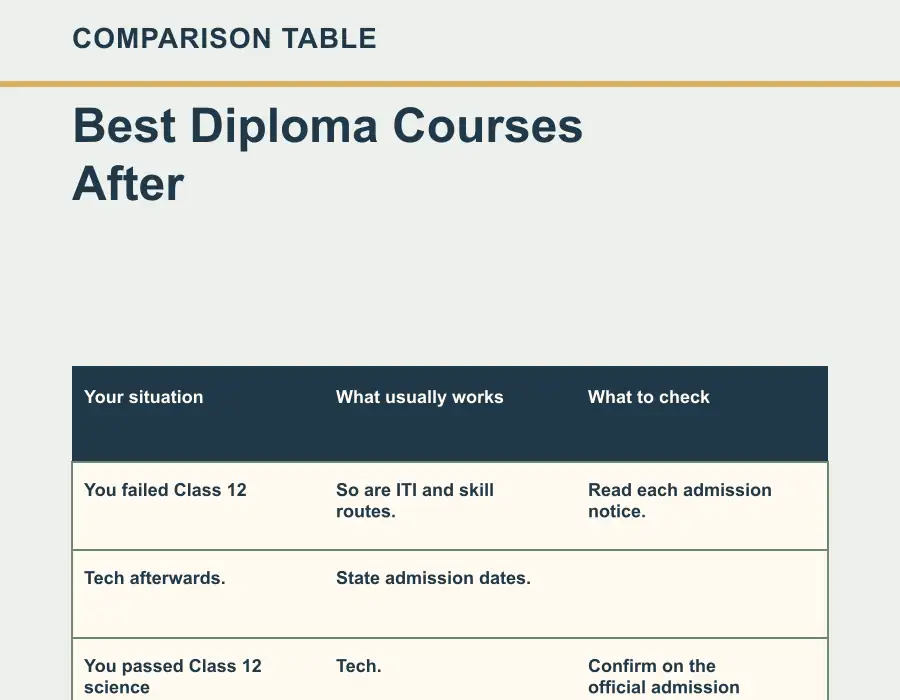 COMPARISON TABLE
Best Diploma Courses
After
Your situation
What usually works
What to check
You failed Class 12
So are ITI and skill
routes.
Read each admission
notice.
Tech afterwards.
State admission dates.
You passed Class 12
science
Tech.
Confirm on the
official admission